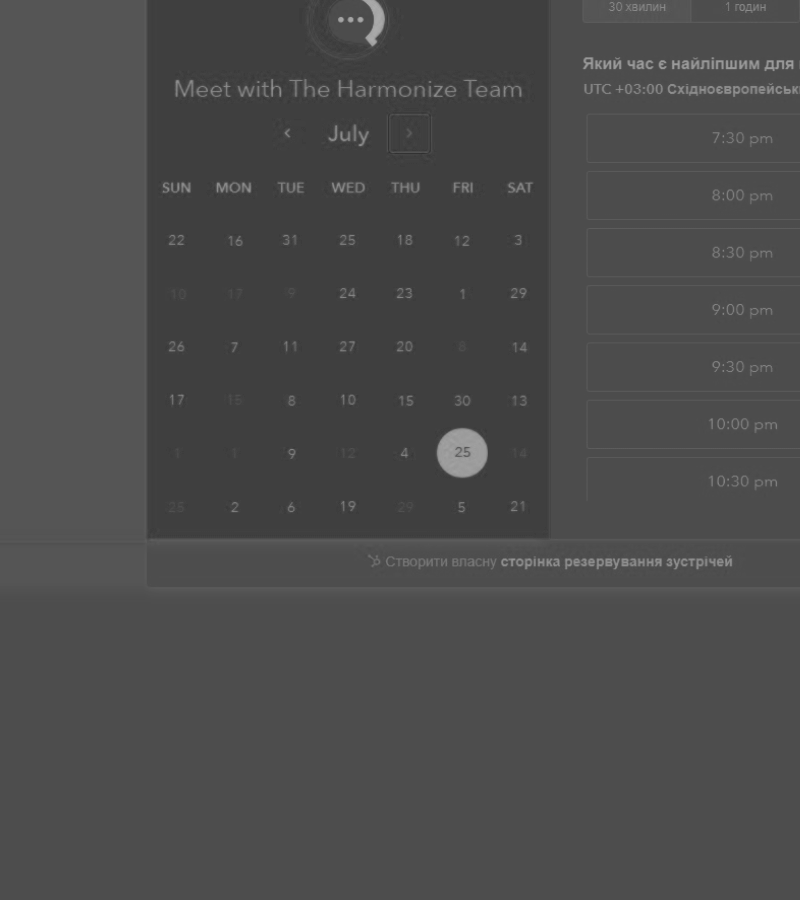 30 хвилин 1 годин
Meet with The Harmonize Team
July
SUN MON TUE WED THU FRI SAT
22 16 31 25 18 12 3
10 17 9 24 23 1 29
26 7 11 27 20 8 14
17 18 8 10 15 30 13
1 1 9 12 4 25 14
2 6 19 29 5 21
Який час є найліпшим для
UTC +03:00 Східноєвропейськ
7:30 pm
8:00 pm
8:30 pm
9:00 pm
9:30 pm
10:00 pm
10:30 pm
Створити власну сторінка резервування зустрічей